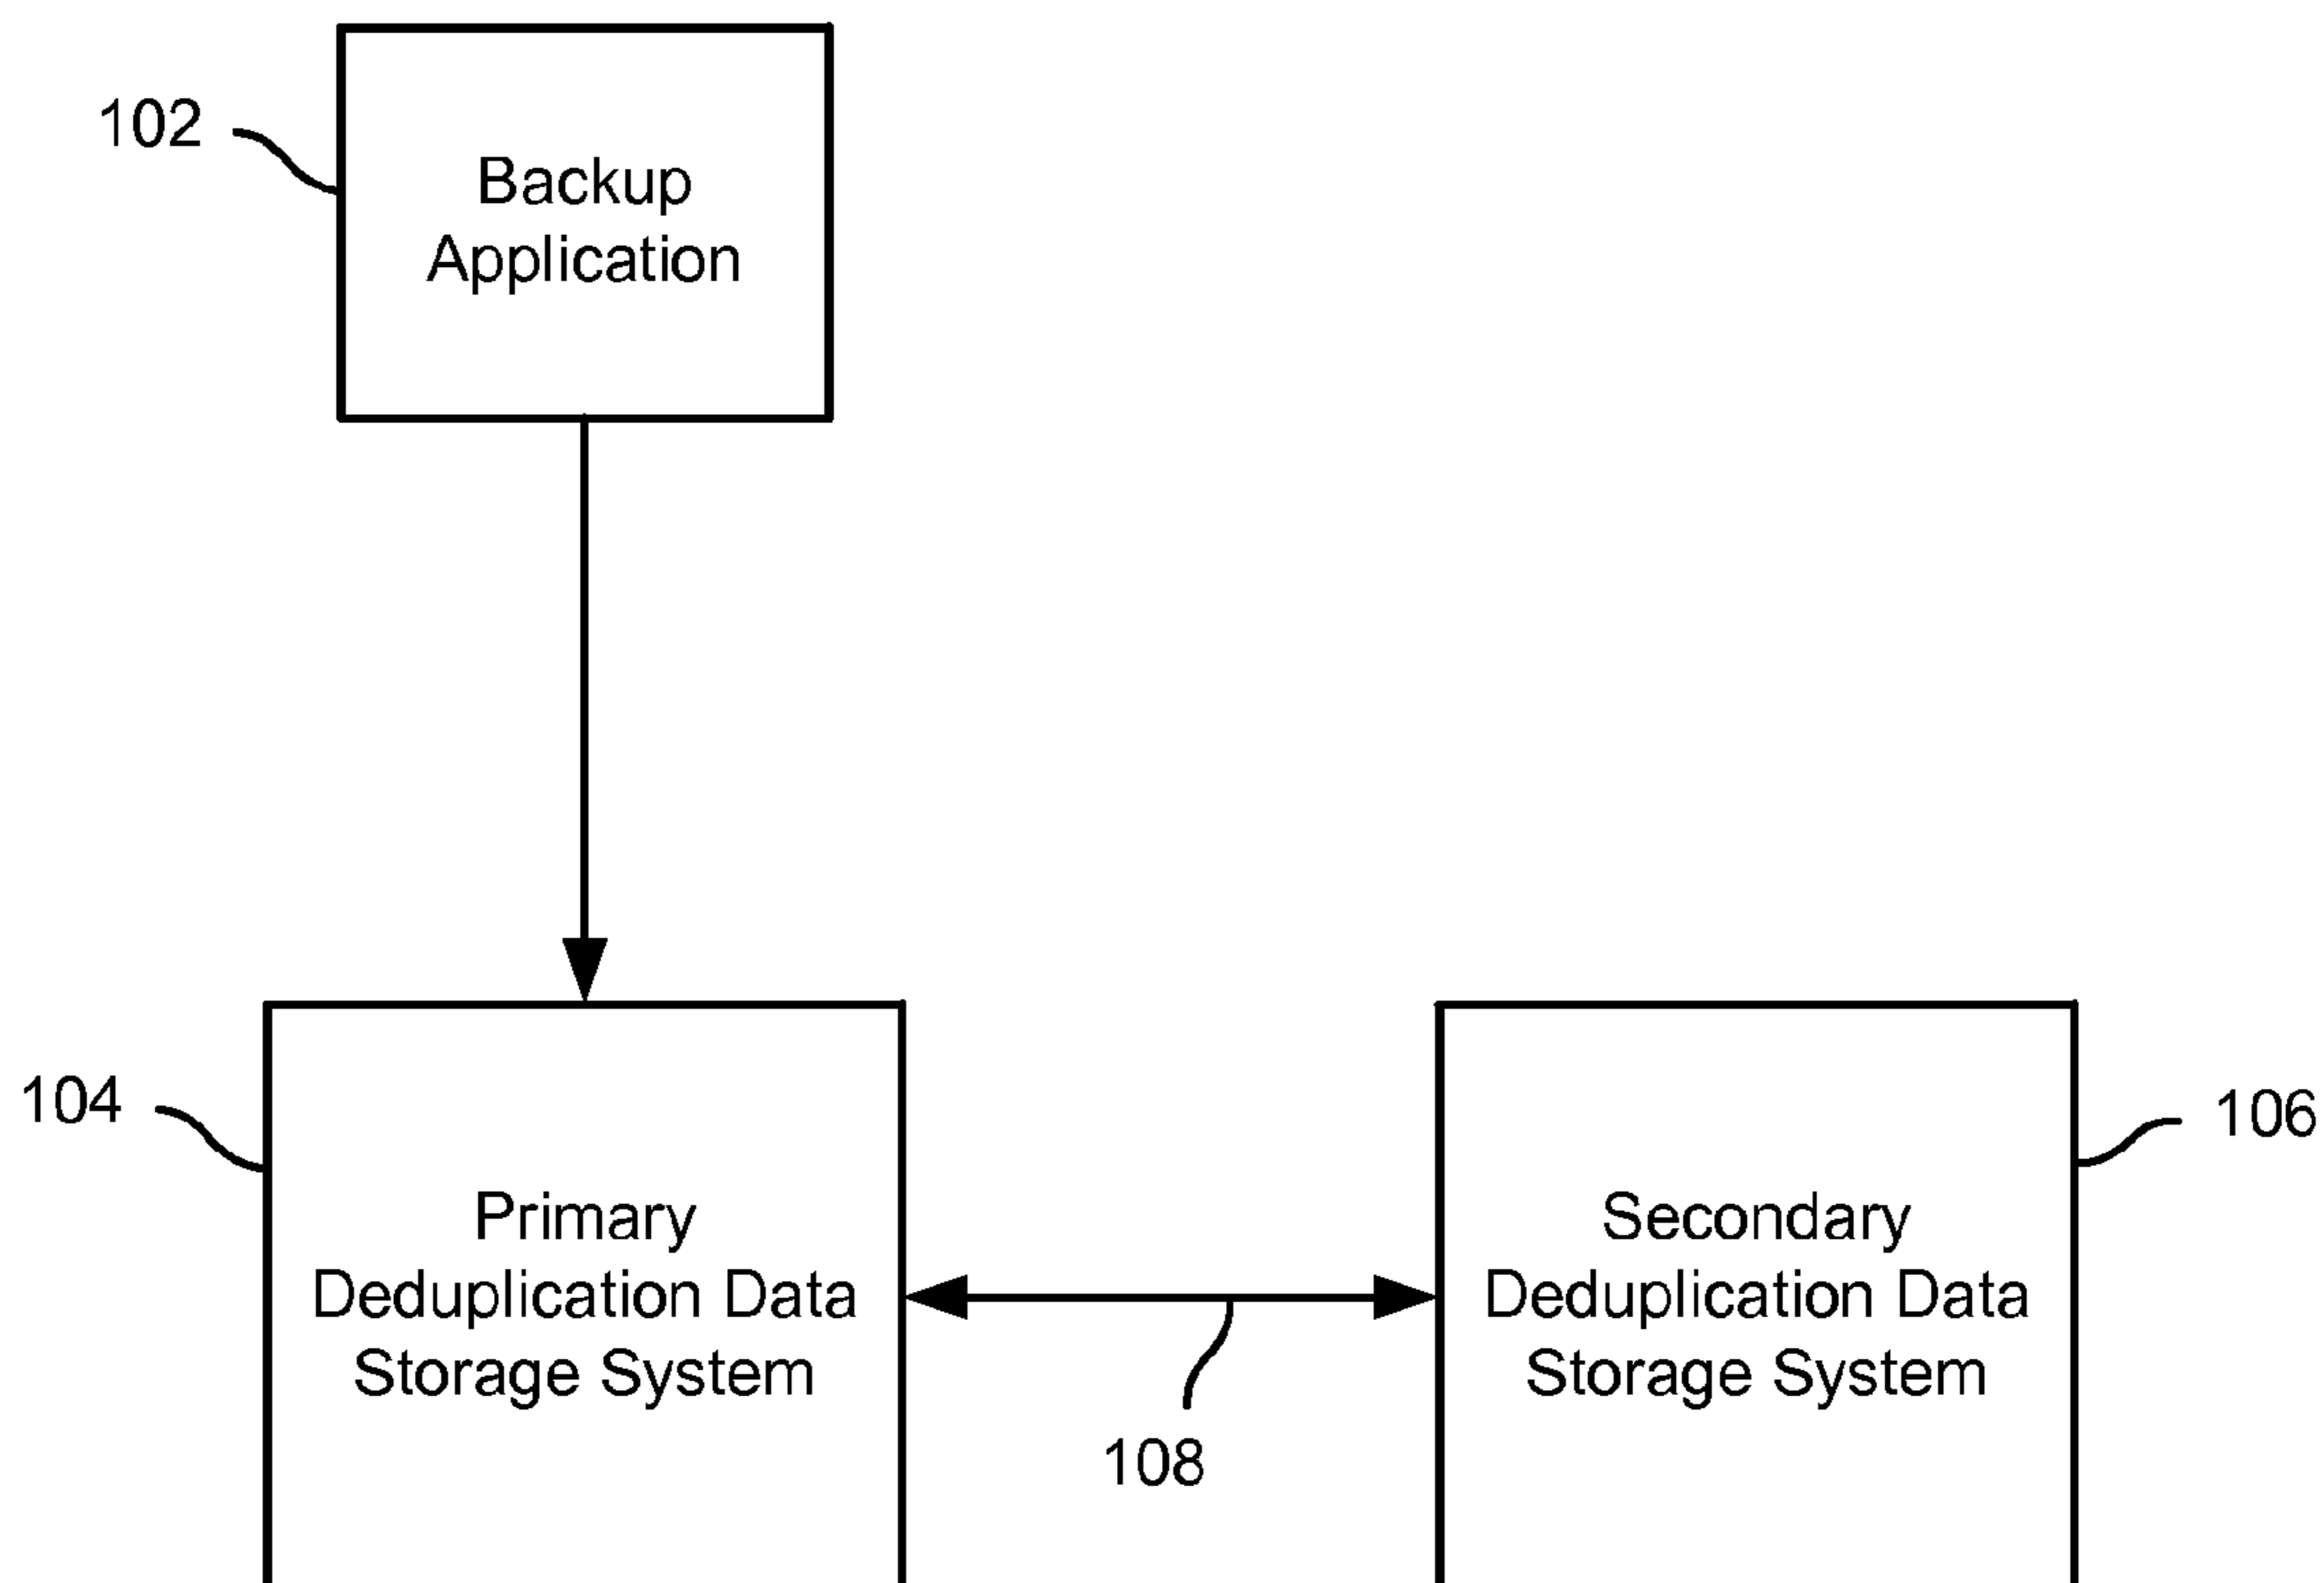 102
Backup
Application
104
106
Primary
Deduplication Data
Storage System
Secondary
Deduplication Data
Storage System
108